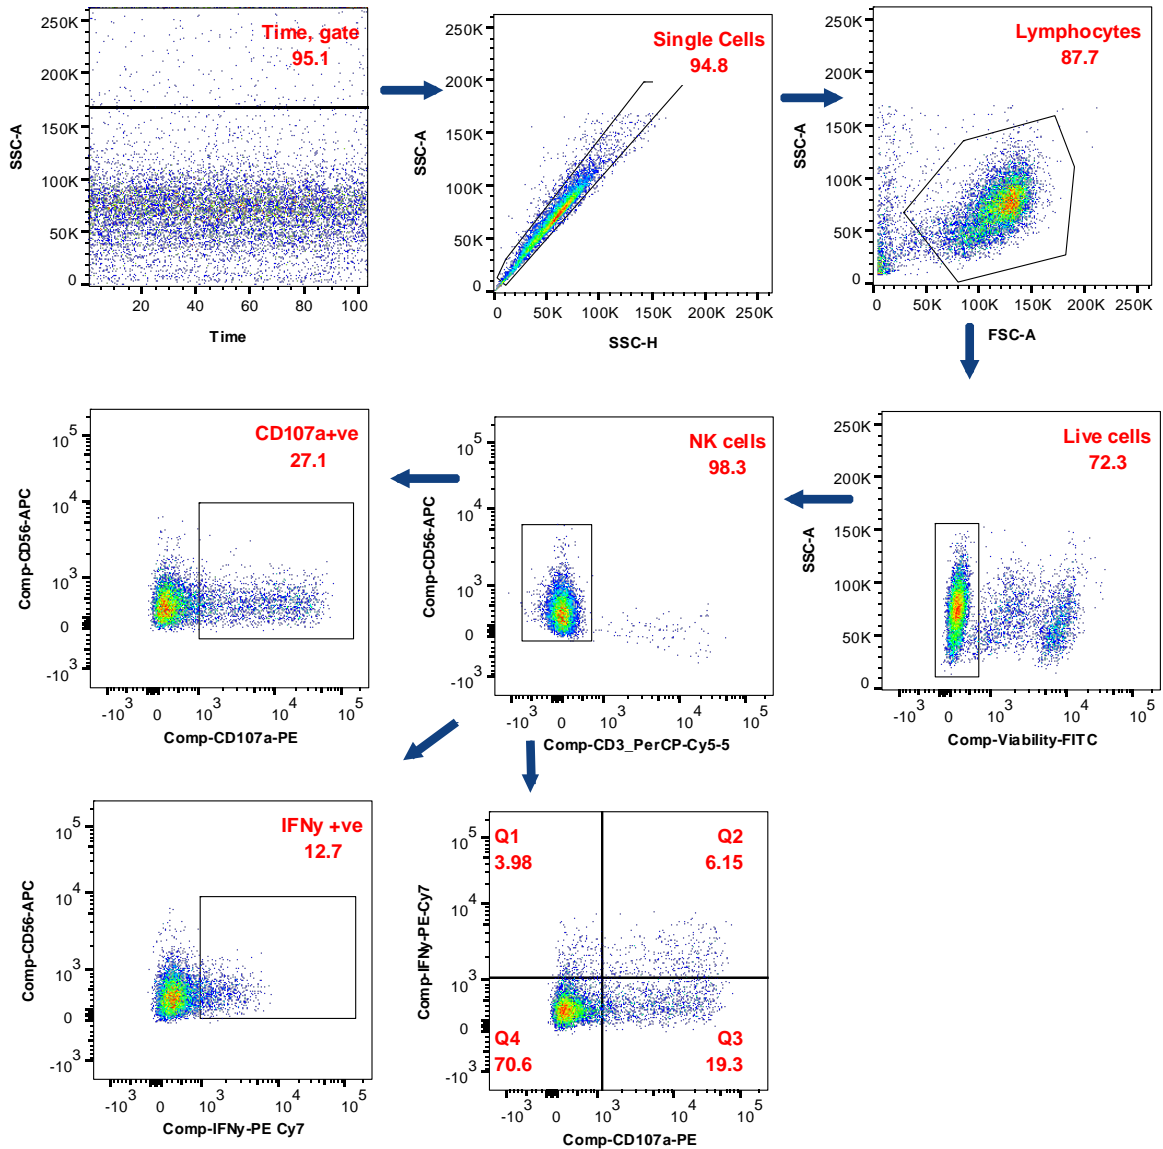 Time, gate
95.1
250K
200K
150K
100K
50K
0
SSC-A
20
40
60
80
100
Time
Single Cells
94.8
250K
200K
150K
100K
50K
0
SSC-A
0
50K
100K
150K
200K
250K
SSC-H
Lymphocytes
87.7
250K
200K
150K
100K
50K
0
SSC-A
0
50K
100K
150K
200K
250K
FSC-A
CD107a+ve
27.1
10^5
10^4
10^3
0
-10^3
Comp-CD56-APC
-10^3
0
10^3
10^4
10^5
Comp-CD107a-PE
NK cells
98.3
10^5
10^4
10^3
0
-10^3
Comp-CD56-APC
-10^3
0
10^3
10^4
10^5
Comp-CD3_PerCP-Cy5-5
Live cells
72.3
250K
200K
150K
100K
50K
0
SSC-A
-10^3
0
10^3
10^4
10^5
Comp-Viability-FITC
IFNy +ve
12.7
10^5
10^4
10^3
0
-10^3
Comp-CD56-APC
-10^3
0
10^3
10^4
10^5
Comp-IFNy-PE Cy7
Q1
3.98
Q2
6.15
Q4
70.6
Q3
19.3
10^5
10^4
10^3
0
-10^3
Comp-IFNy-PE-Cy7
-10^3
0
10^3
10^4
10^5
Comp-CD107a-PE